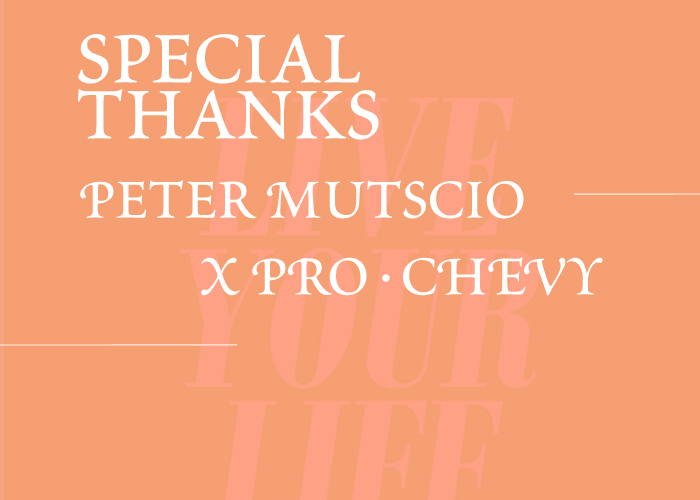 SPECIAL
THANKS
PETER MUTSCIO
X PRO · CHEVY
LIVE
YOUR
LIFE